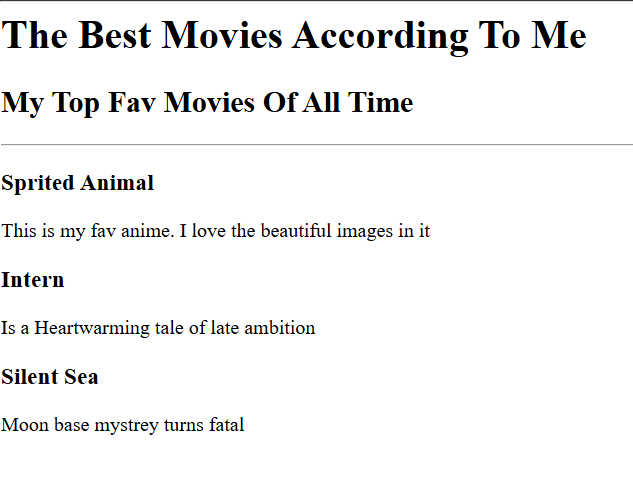 The Best Movies According To Me
My Top Fav Movies Of All Time
Sprited Animal
This is my fav anime. I love the beautiful images in it
Intern
Is a Heartwarming tale of late ambition
Silent Sea
Moon base mystrey turns fatal